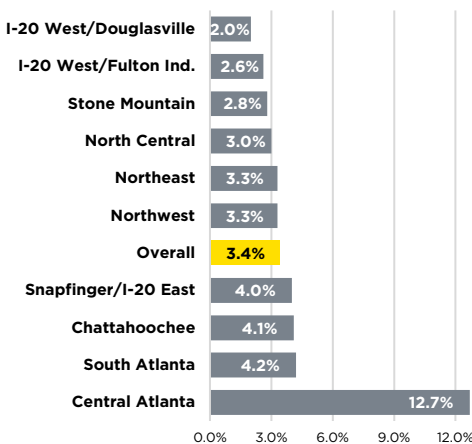 I-20 West/Douglasville 2.0%
I-20 West/Fulton Ind. 2.6%
Stone Mountain 2.8%
North Central 3.0%
Northeast 3.3%
Northwest 3.3%
Overall 3.4%
Snapfinger/I-20 East 4.0%
Chattahoochee 4.1%
South Atlanta 4.2%
Central Atlanta 12.7%
0.0% 3.0% 6.0% 9.0% 12.0%